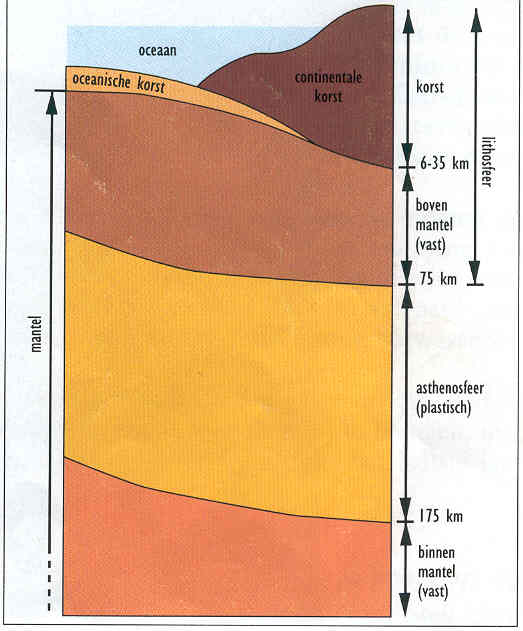 oceaan
oceanische korst
continentale
korst
korst
6-35 km
lithosfeer
boven
mantel
(vast)
75 km
mantel
asthenosfeer
(plastisch)
175 km
binnen
mantel
(vast)